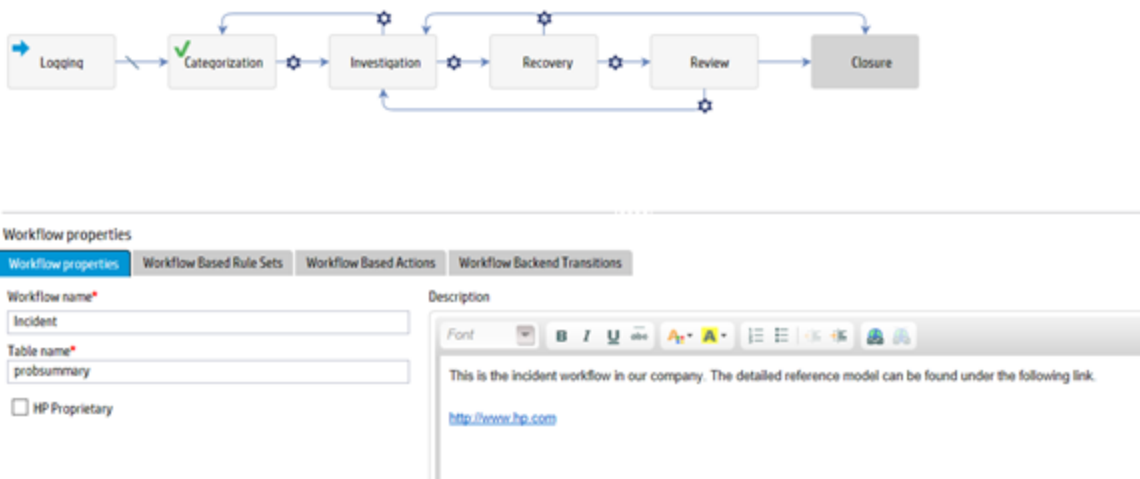 Logging Categorization Investigation Recovery Review Closure
Workflow properties
Workflow properties Workflow Based Rule Sets Workflow Based Actions Workflow Backend Transitions
Workflow name* Description
Incident
Font B I U abc A A
Table name*
probsummary
This is the incident workflow in our company. The detailed reference model can be found under the following link.
HP Proprietary
http://www.hp.com